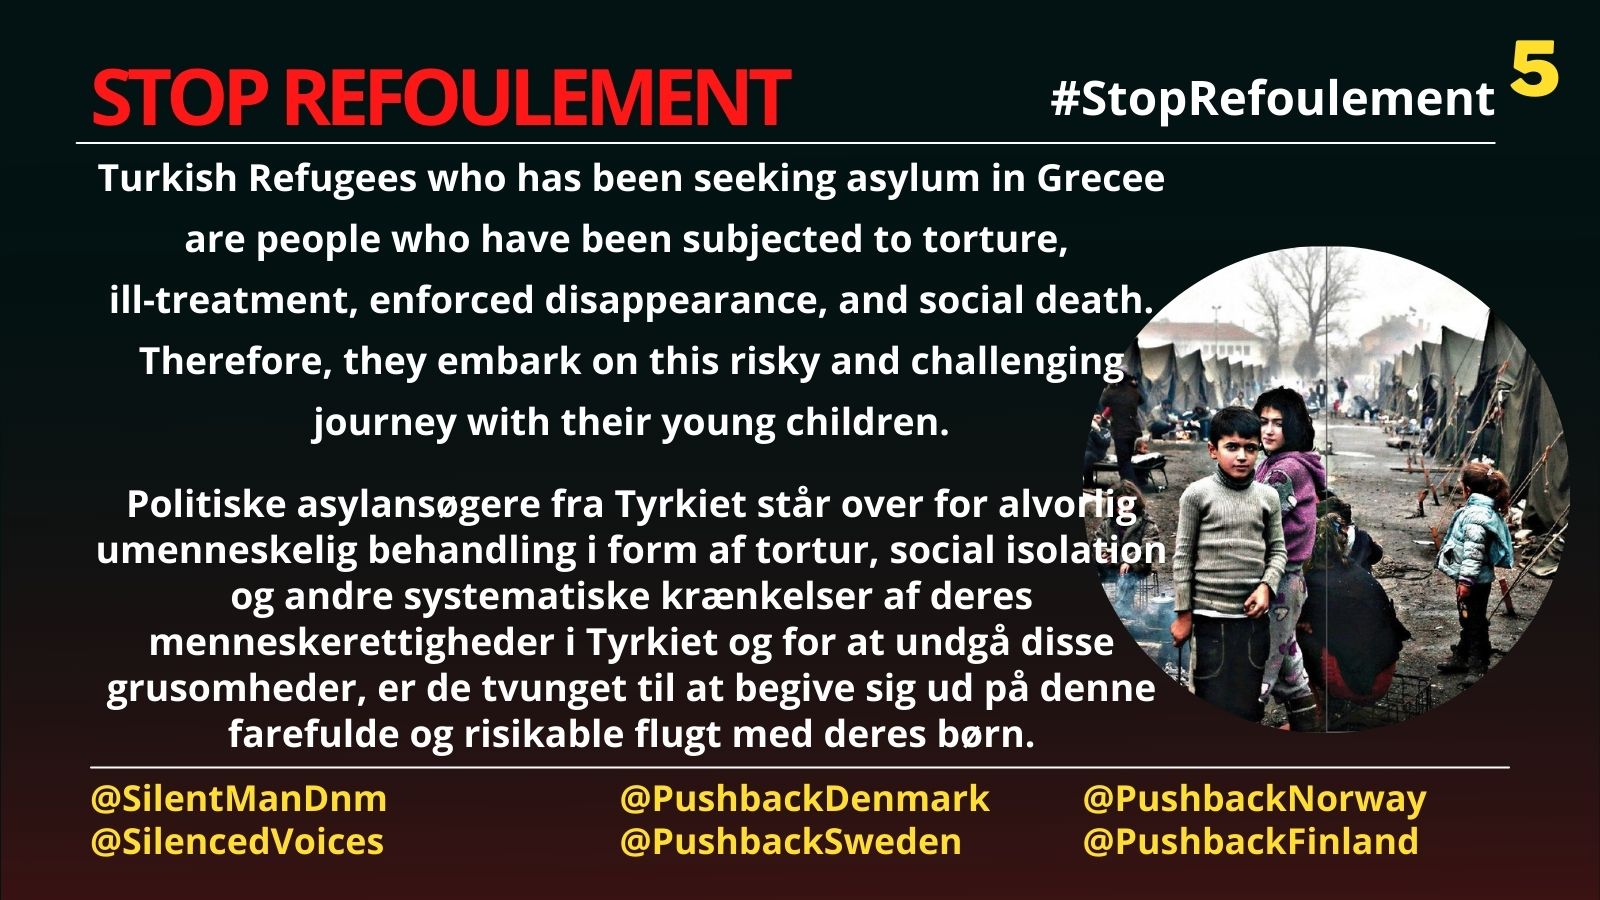 STOP REFOULEMENT
#StopRefoulement
5
Turkish Refugees who has been seeking asylum in Grecee
are people who have been subjected to torture,
ill-treatment, enforced disappearance, and social death.
Therefore, they embark on this risky and challenging
journey with their young children.
Politiske asylansøgere fra Tyrkiet står over for alvorlig
umenneskelig behandling i form af tortur, social isolation
og andre systematiske krænkelser af deres
menneskerettigheder i Tyrkiet og for at undgå disse
grusomheder, er de tvunget til at begive sig ud på denne
farefulde og risikable flugt med deres børn.
@SilentManDnm
@SilencedVoices
@PushbackDenmark
@PushbackSweden
@PushbackNorway
@PushbackFinland